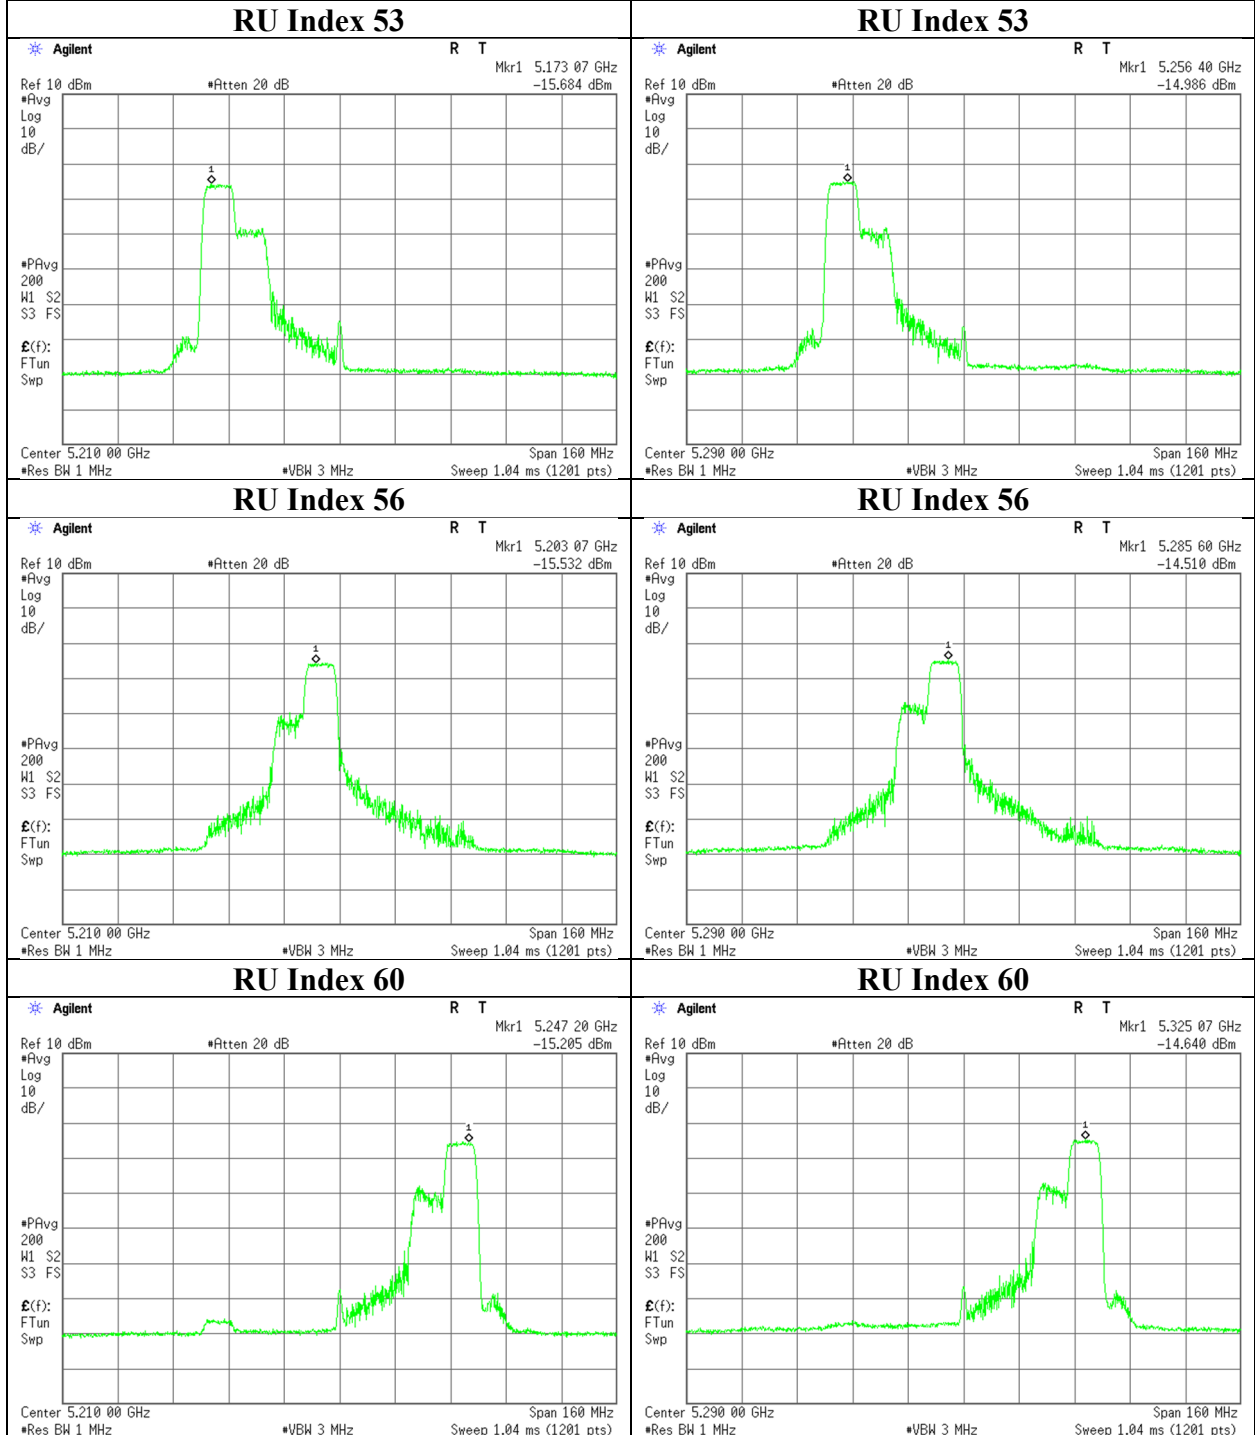 RU Index 53
Agilent
R T
Mkr1 5.173 07 GHz
Ref 10 dBm #Atten 20 dB -15.684 dBm
#Avg
Log
10
dB/
1
#PAvg
200
W1 S2
S3 FS
£(f):
FTun
Swp
Center 5.210 00 GHz Span 160 MHz
#Res BW 1 MHz #VBW 3 MHz Sweep 1.04 ms (1201 pts)
RU Index 53
Agilent
R T
Mkr1 5.256 40 GHz
Ref 10 dBm #Atten 20 dB -14.986 dBm
#Avg
Log
10
dB/
1
#PAvg
200
W1 S2
S3 FS
£(f):
FTun
Swp
Center 5.290 00 GHz Span 160 MHz
#Res BW 1 MHz #VBW 3 MHz Sweep 1.04 ms (1201 pts)
RU Index 56
Agilent
R T
Mkr1 5.203 07 GHz
Ref 10 dBm #Atten 20 dB -15.532 dBm
#Avg
Log
10
dB/
1
#PAvg
200
W1 S2
S3 FS
£(f):
FTun
Swp
Center 5.210 00 GHz Span 160 MHz
#Res BW 1 MHz #VBW 3 MHz Sweep 1.04 ms (1201 pts)
RU Index 56
Agilent
R T
Mkr1 5.285 60 GHz
Ref 10 dBm #Atten 20 dB -14.510 dBm
#Avg
Log
10
dB/
1
#PAvg
200
W1 S2
S3 FS
£(f):
FTun
Swp
Center 5.290 00 GHz Span 160 MHz
#Res BW 1 MHz #VBW 3 MHz Sweep 1.04 ms (1201 pts)
RU Index 60
Agilent
R T
Mkr1 5.247 20 GHz
Ref 10 dBm #Atten 20 dB -15.205 dBm
#Avg
Log
10
dB/
1
#PAvg
200
W1 S2
S3 FS
£(f):
FTun
Swp
Center 5.210 00 GHz Span 160 MHz
#Res BW 1 MHz #VBW 3 MHz Sweep 1.04 ms (1201 pts)
RU Index 60
Agilent
R T
Mkr1 5.325 07 GHz
Ref 10 dBm #Atten 20 dB -14.640 dBm
#Avg
Log
10
dB/
1
#PAvg
200
W1 S2
S3 FS
£(f):
FTun
Swp
Center 5.290 00 GHz Span 160 MHz
#Res BW 1 MHz #VBW 3 MHz Sweep 1.04 ms (1201 pts)